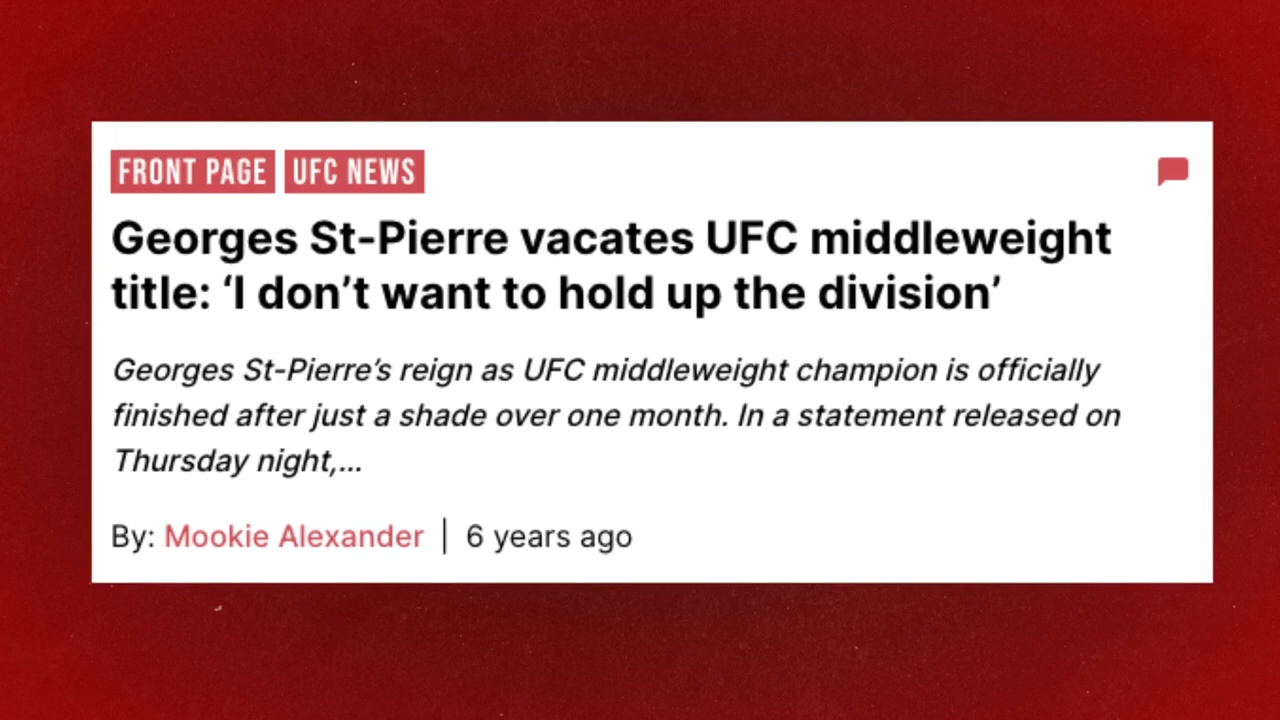 FRONT PAGE UFC NEWS
Georges St-Pierre vacates UFC middleweight
title: ‘I don’t want to hold up the division’
Georges St-Pierre’s reign as UFC middleweight champion is officially
finished after just a shade over one month. In a statement released on
Thursday night,...
By: Mookie Alexander | 6 years ago